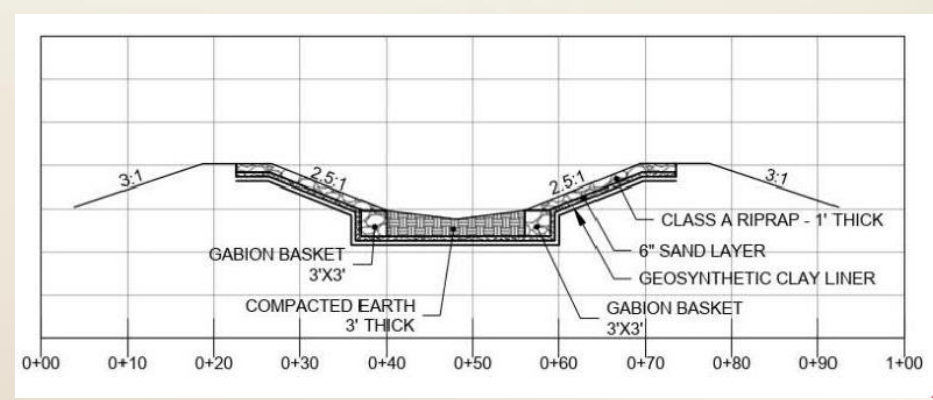 3:1
2.5:1
2.5:1
3:1
CLASS A RIPRAP - 1' THICK
6" SAND LAYER
GEOSYNTHETIC CLAY LINER
GABION BASKET
3'X3'
COMPACTED EARTH
3' THICK
GABION BASKET
3'X3'
0+00 0+10 0+20 0+30 0+40 0+50 0+60 0+70 0+80 0+90 1+00